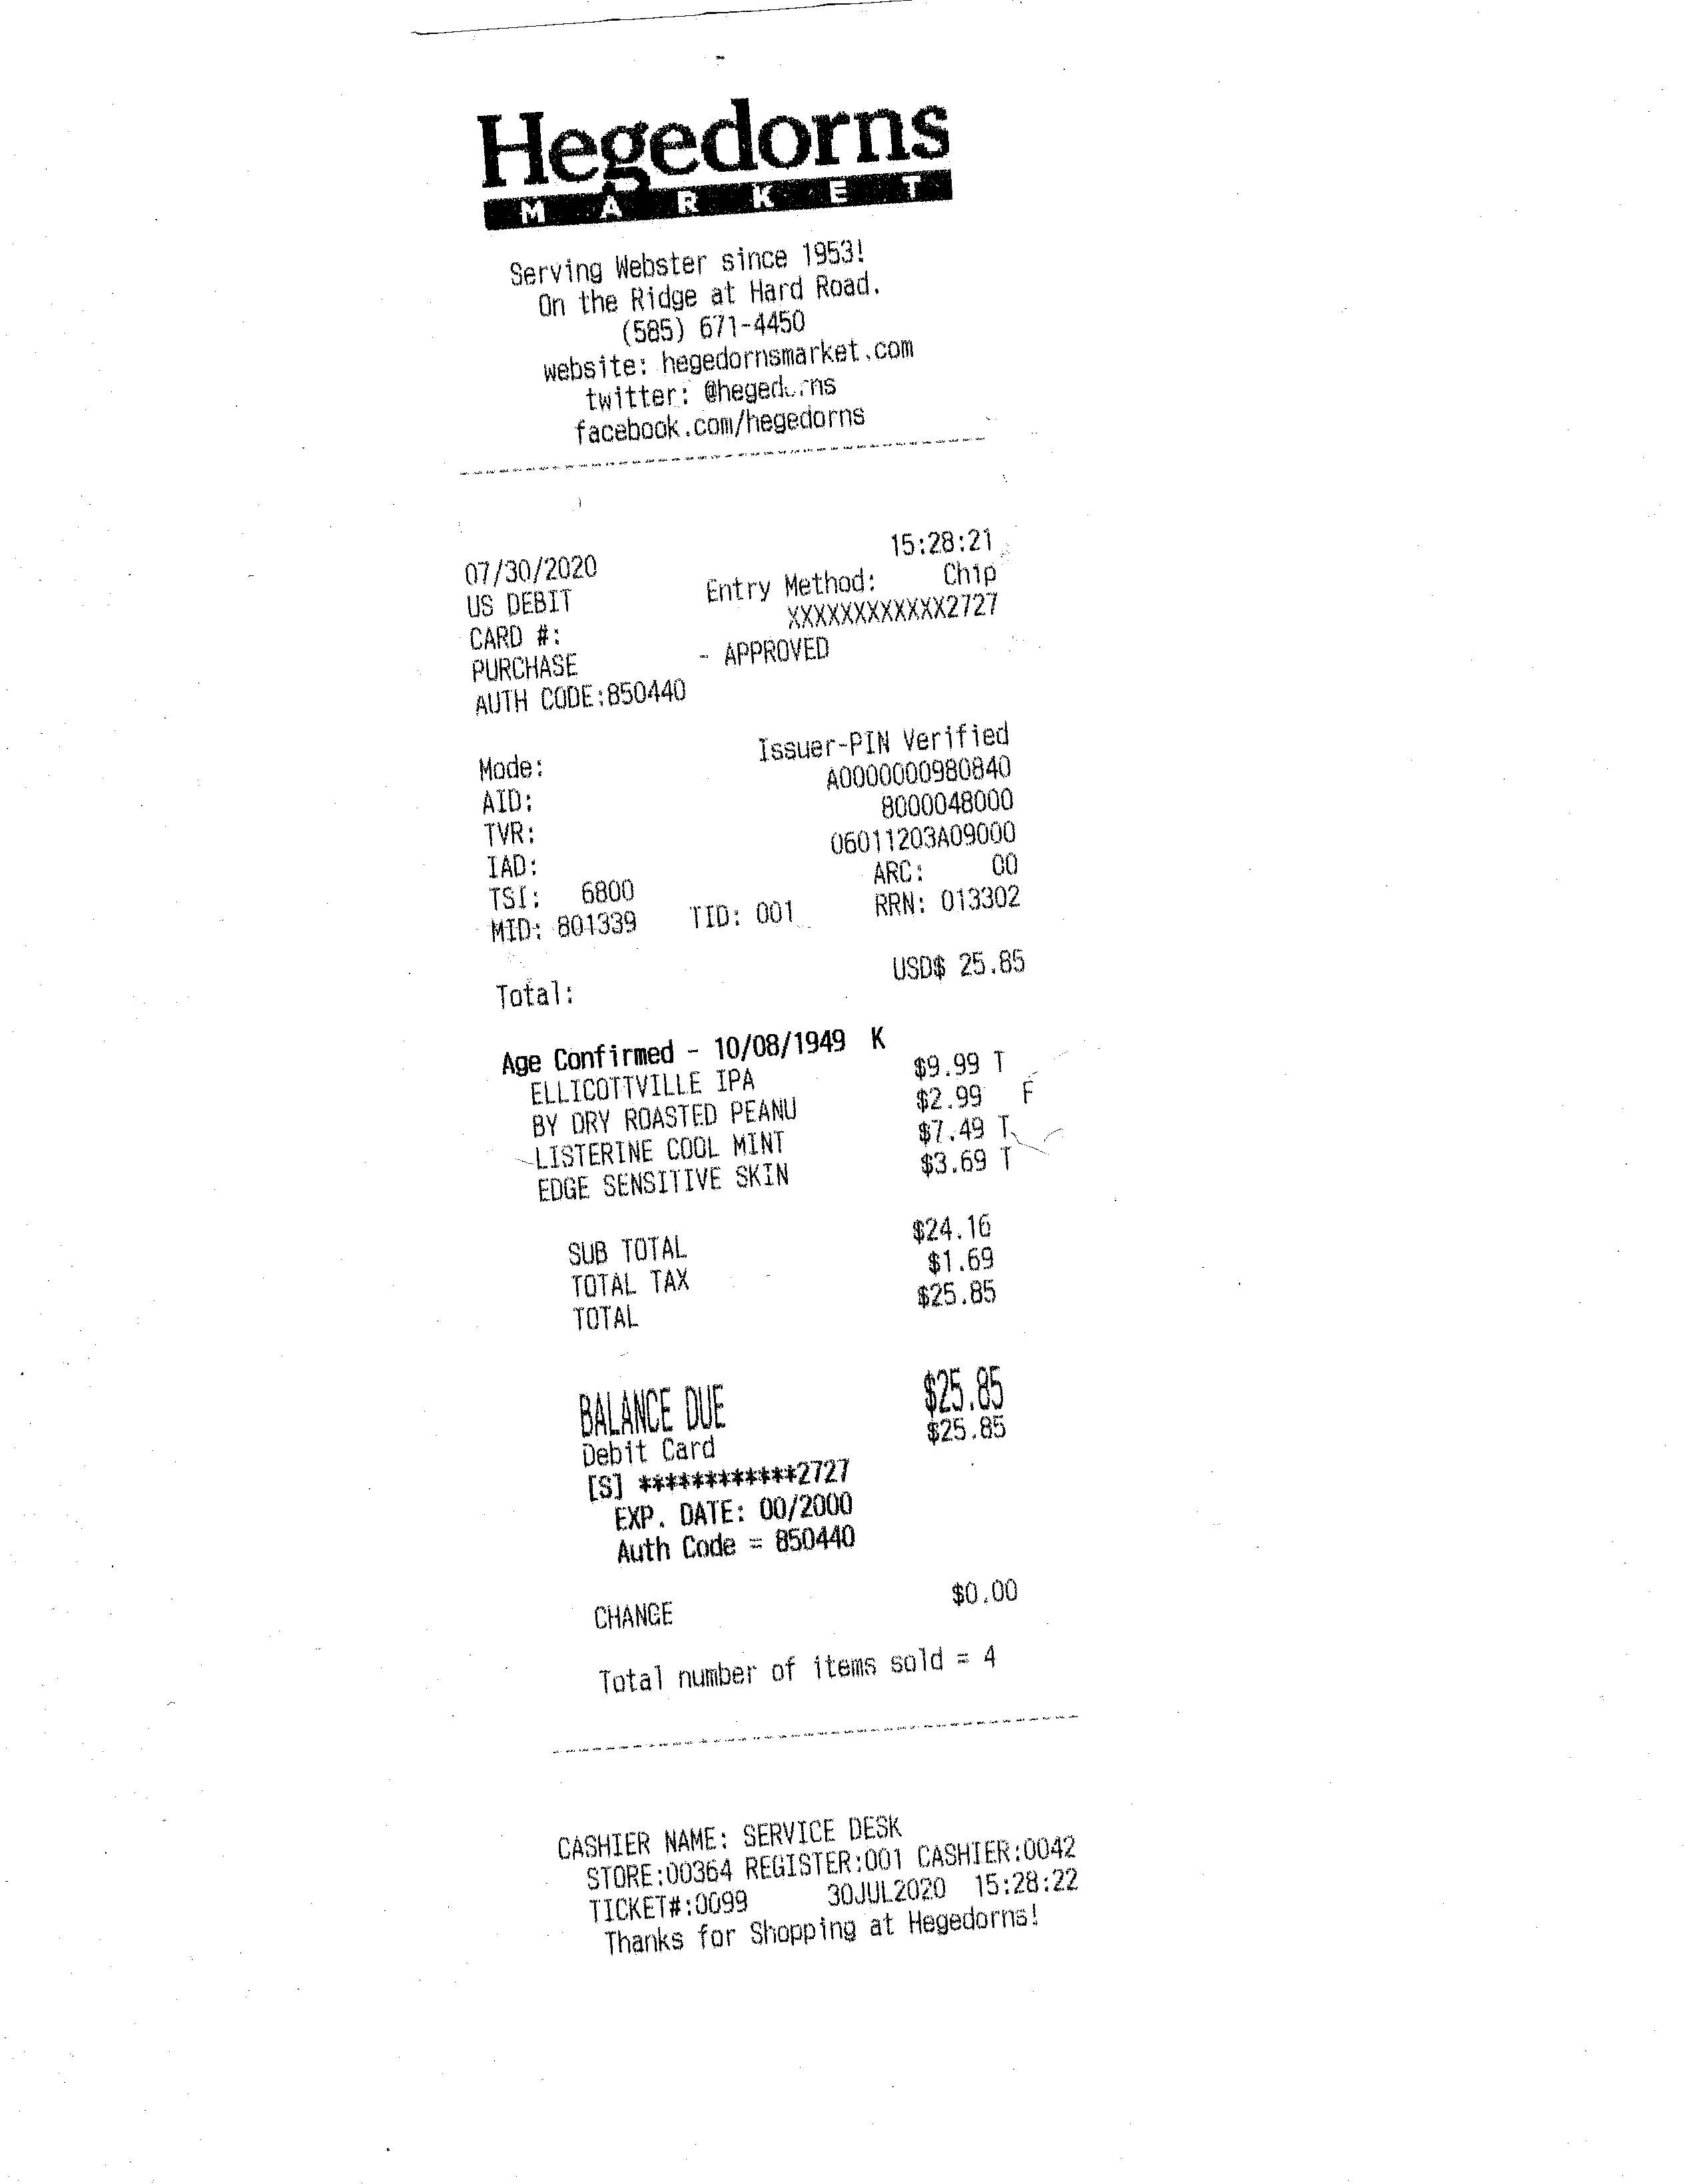 Hegedorns
MARKET
Serving Webster since 1953!
On the Ridge at Hard Road.
(585) 671-4450
website: hegedornsmarket.com
twitter:
facebook.com/hegedorns
07/30/2020 15:28:21
US DEBIT Entry Method: Chip
CARD #: XXXXXXXXXXXX2727
PURCHASE - APPROVED
AUTH CODE:850440
Mode: Issuer-PIN Verified
AID: A0000000980840
TVR: 8000048000
IAD: 06011203A09000
TSI: 6800 ARC: 00
MID: 801339 TID: 001 RRN: 013302
Total: USD$ 25.85
Age Confirmed - 10/08/1949 K
ELLICOTTVILLE IPA $9.99 T
BY DRY ROASTED PEANU $2.99 F
LISTERINE COOL MINT $7.49 T
EDGE SENSITIVE SKIN $3.69 T
SUB TOTAL $24.16
TOTAL TAX $1.69
TOTAL $25.85
BALANCE DUE $25.85
Debit Card $25.85
[S] ************2727
EXP. DATE: 00/2000
Auth Code = 850440
CHANGE $0.00
Total number of items sold = 4
CASHIER NAME: SERVICE DESK
STORE:00364 REGISTER:001 CASHIER:0042
TICKET#:0099 30JUL2020 15:28:22
Thanks for Shopping at Hegedorns!